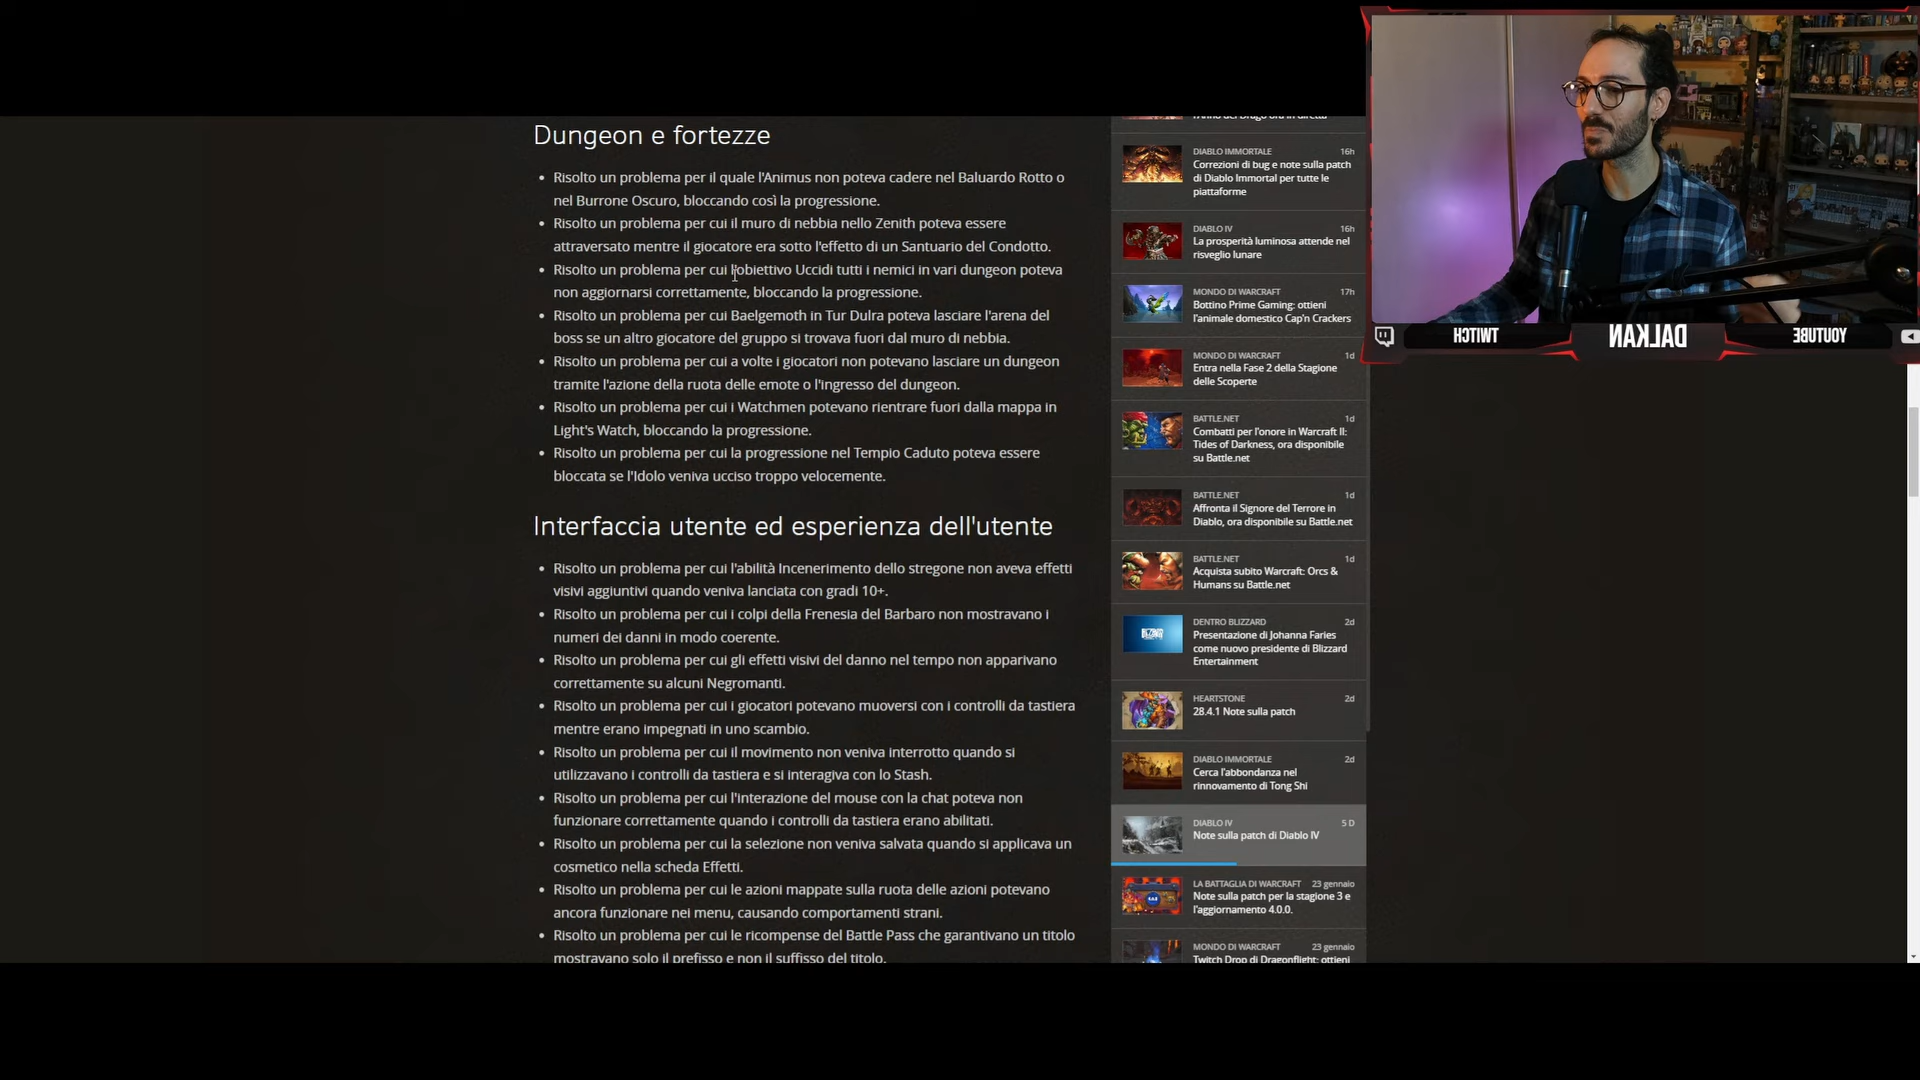 Dungeon e fortezze
Risolto un problema per il quale l'Animus non poteva cadere nel Baluardo Rotto o
nel Burrone Oscuro, bloccando così la progressione.
Risolto un problema per cui il muro di nebbia nello Zenith poteva essere
attraversato mentre il giocatore era sotto l'effetto di un Santuario del Condotto.
Risolto un problema per cui l'obiettivo Uccidi tutti i nemici in vari dungeon poteva
non aggiornarsi correttamente, bloccando la progressione.
Risolto un problema per cui Baelgemoth in Tur Dulra poteva lasciare l'arena del
boss se un altro giocatore del gruppo si trovava fuori dal muro di nebbia.
Risolto un problema per cui a volte i giocatori non potevano lasciare un dungeon
tramite l'azione della ruota delle emote o l'ingresso del dungeon.
Risolto un problema per cui i Watchmen potevano rientrare fuori dalla mappa in
Light's Watch, bloccando la progressione.
Risolto un problema per cui la progressione nel Tempio Caduto poteva essere
bloccata se l'Idolo veniva ucciso troppo velocemente.
Interfaccia utente ed esperienza dell'utente
Risolto un problema per cui l'abilità Incenerimento dello stregone non aveva effetti
visivi aggiuntivi quando veniva lanciata con gradi 10+.
Risolto un problema per cui i colpi della Frenesia del Barbaro non mostravano i
numeri dei danni in modo coerente.
Risolto un problema per cui gli effetti visivi del danno nel tempo non apparivano
correttamente su alcuni Negromanti.
Risolto un problema per cui i giocatori potevano muoversi con i controlli da tastiera
mentre erano impegnati in uno scambio.
Risolto un problema per cui il movimento non veniva interrotto quando si
utilizzavano i controlli da tastiera e si interagiva con lo Stash.
Risolto un problema per cui l'interazione del mouse con la chat poteva non
funzionare correttamente quando i controlli da tastiera erano abilitati.
Risolto un problema per cui la selezione non veniva salvata quando si applicava un
cosmetico nella scheda Effetti.
Risolto un problema per cui le azioni mappate sulla ruota delle azioni potevano
ancora funzionare nei menu, causando comportamenti strani.
Risolto un problema per cui le ricompense del Battle Pass che garantivano un titolo
mostravano solo il prefisso e non il suffisso del titolo.
l'Anno del Drago ora in diretta
DIABLO IMMORTALE 16h
Correzioni di bug e note sulla patch
di Diablo Immortal per tutte le
piattaforme
DIABLO IV 16h
La prosperità luminosa attende nel
risveglio lunare
MONDO DI WARCRAFT 17h
Bottino Prime Gaming: ottieni
l'animale domestico Cap'n Crackers
MONDO DI WARCRAFT 1d
Entra nella Fase 2 della Stagione
delle Scoperte
BATTLE.NET 1d
Combatti per l'onore in Warcraft II:
Tides of Darkness, ora disponibile
su Battle.net
BATTLE.NET 1d
Affronta il Signore del Terrore in
Diablo, ora disponibile su Battle.net
BATTLE.NET 1d
Acquista subito Warcraft: Orcs &
Humans su Battle.net
DENTRO BLIZZARD 2d
Presentazione di Johanna Faries
come nuovo presidente di Blizzard
Entertainment
HEARTSTONE 2d
28.4.1 Note sulla patch
DIABLO IMMORTALE 2d
Cerca l'abbondanza nel
rinnovamento di Tong Shi
DIABLO IV 5 D
Note sulla patch di Diablo IV
LA BATTAGLIA DI WARCRAFT 23 gennaio
Note sulla patch per la stagione 3 e
l'aggiornamento 4.0.0.
MONDO DI WARCRAFT 23 gennaio
Twitch Drop di Dragonflight: ottieni
TWITCH DALKAN YOUTUBE